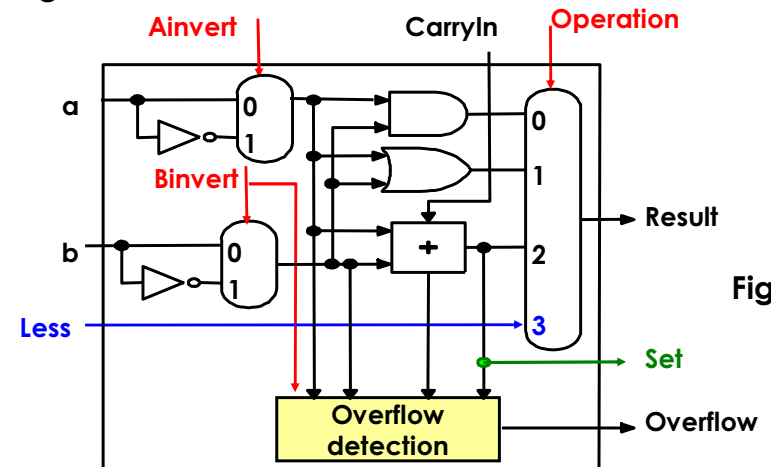 Ainvert
CarryIn
Operation
a
0
1
0
1
Binvert
Result
b
0
1
+
2
Fig
Less
3
Set
Overflow
detection
Overflow